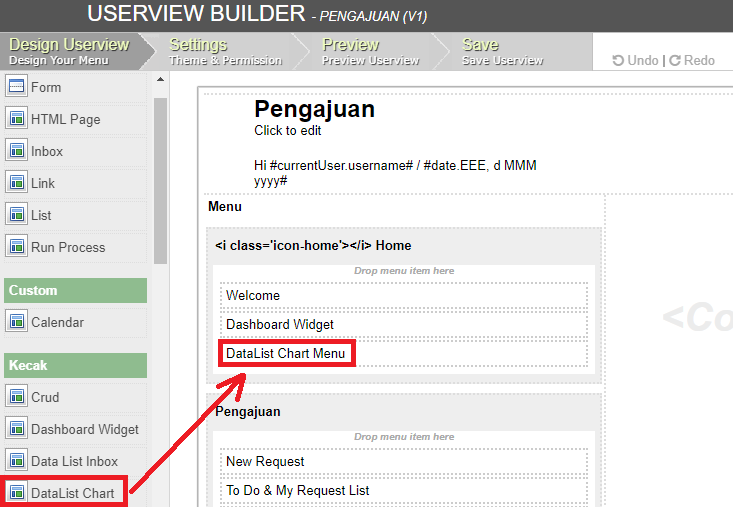 USERVIEW BUILDER - PENGAJUAN (V1)
Design Userview
Design Your Menu
Settings
Theme & Permission
Preview
Preview Userview
Save
Save Userview
Undo | Redo
Form
HTML Page
Inbox
Link
List
Run Process
Custom
Calendar
Kecak
Crud
Dashboard Widget
Data List Inbox
DataList Chart
Pengajuan
Click to edit
Hi #currentUser.username# / #date.EEE, d MMM
yyyy#
Menu
<i class='icon-home'></i> Home
Drop menu item here
Welcome
Dashboard Widget
DataList Chart Menu
Pengajuan
Drop menu item here
New Request
To Do & My Request List
<Co